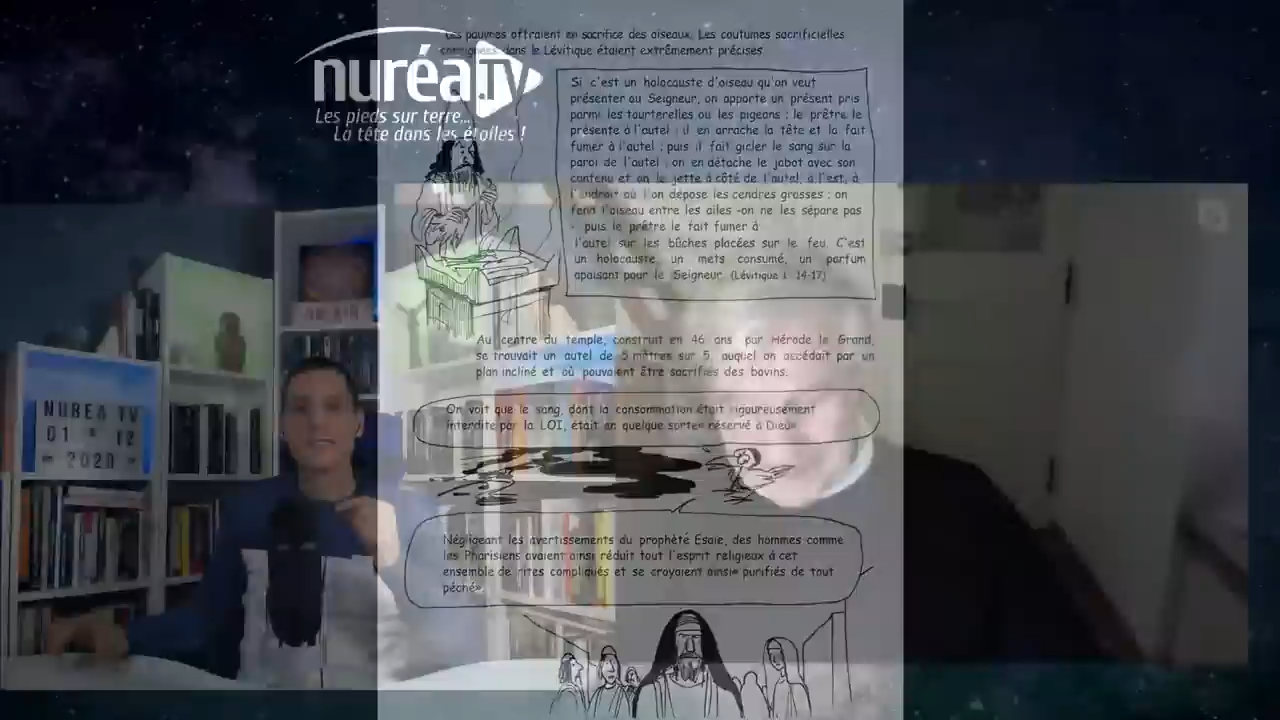 nuréa.TV
Les pieds sur terre...
La tête dans les étoiles !
Les pauvres offraient en sacrifice des oiseaux. Les coutumes sacrificielles
consignées dans le Lévitique étaient extrêmement précises
Si c'est un holocauste d'oiseau qu'on veut
présenter au Seigneur, on apporte un présent pris
parmi les tourterelles ou les pigeons ; le prêtre le
présente à l'autel ; il en arrache la tête et la fait
fumer à l'autel ; puis il fait gicler le sang sur la
paroi de l'autel ; on en détache le jabot avec son
contenu et on le jette à côté de l'autel, à l'est, à
l'endroit où l'on dépose les cendres grasses ; on
fend l'oiseau entre les ailes -on ne les sépare pas
- puis le prêtre le fait fumer à
l'autel sur les bûches placées sur le feu. C'est
un holocauste, un mets consumé, un parfum
apaisant pour le Seigneur. (Lévitique 1 14-17)
Au centre du temple, construit en 46 ans par Hérode le Grand,
se trouvait un autel de 5 mètres sur 5, auquel on accédait par un
plan incliné et où pouvaient être sacrifiés des bovins.
On voit que le sang, dont la consommation était rigoureusement
interdite par la LOI, était en quelque sorte« réservé à Dieu»
Négligeant les avertissements du prophète Esaïe, des hommes comme
les Pharisiens avaient ainsi réduit tout l'esprit religieux à cet
ensemble de rites compliqués et se croyaient ainsi« purifiés de tout
péché».
NUREA TV
01 12
2020